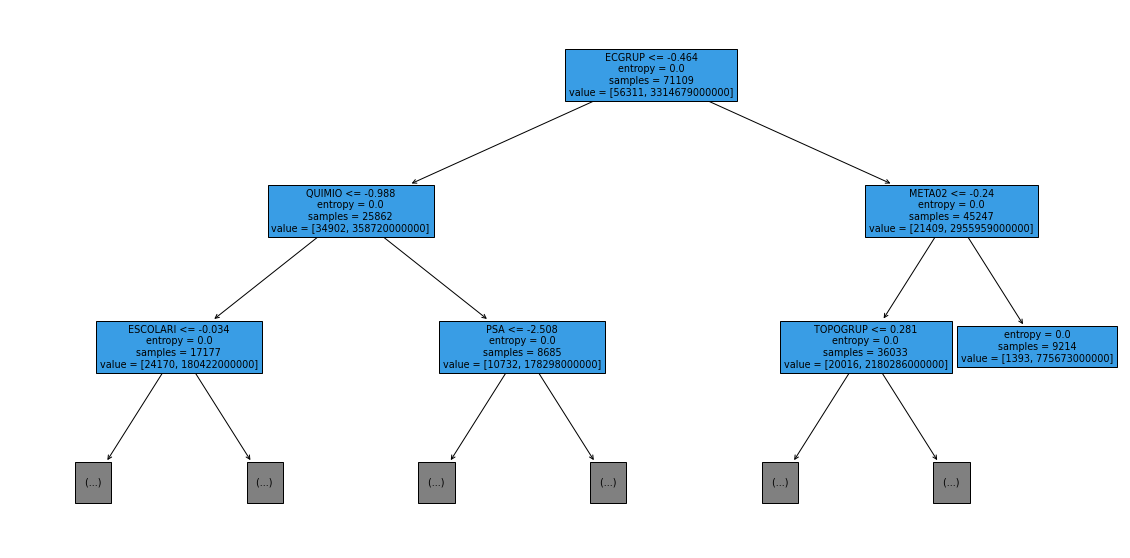 ECGRUP <= -0.464
entropy = 0.0
samples = 71109
value = [56311, 3314679000000]
QUIMIO <= -0.988
entropy = 0.0
samples = 25862
value = [34902, 358720000000]
META02 <= -0.24
entropy = 0.0
samples = 45247
value = [21409, 2955959000000]
ESCOLARI <= -0.034
entropy = 0.0
samples = 17177
value = [24170, 180422000000]
PSA <= -2.508
entropy = 0.0
samples = 8685
value = [10732, 178298000000]
TOPOGRUP <= 0.281
entropy = 0.0
samples = 36033
value = [20016, 2180286000000]
entropy = 0.0
samples = 9214
value = [1393, 775673000000]
(...)
(...)
(...)
(...)
(...)
(...)